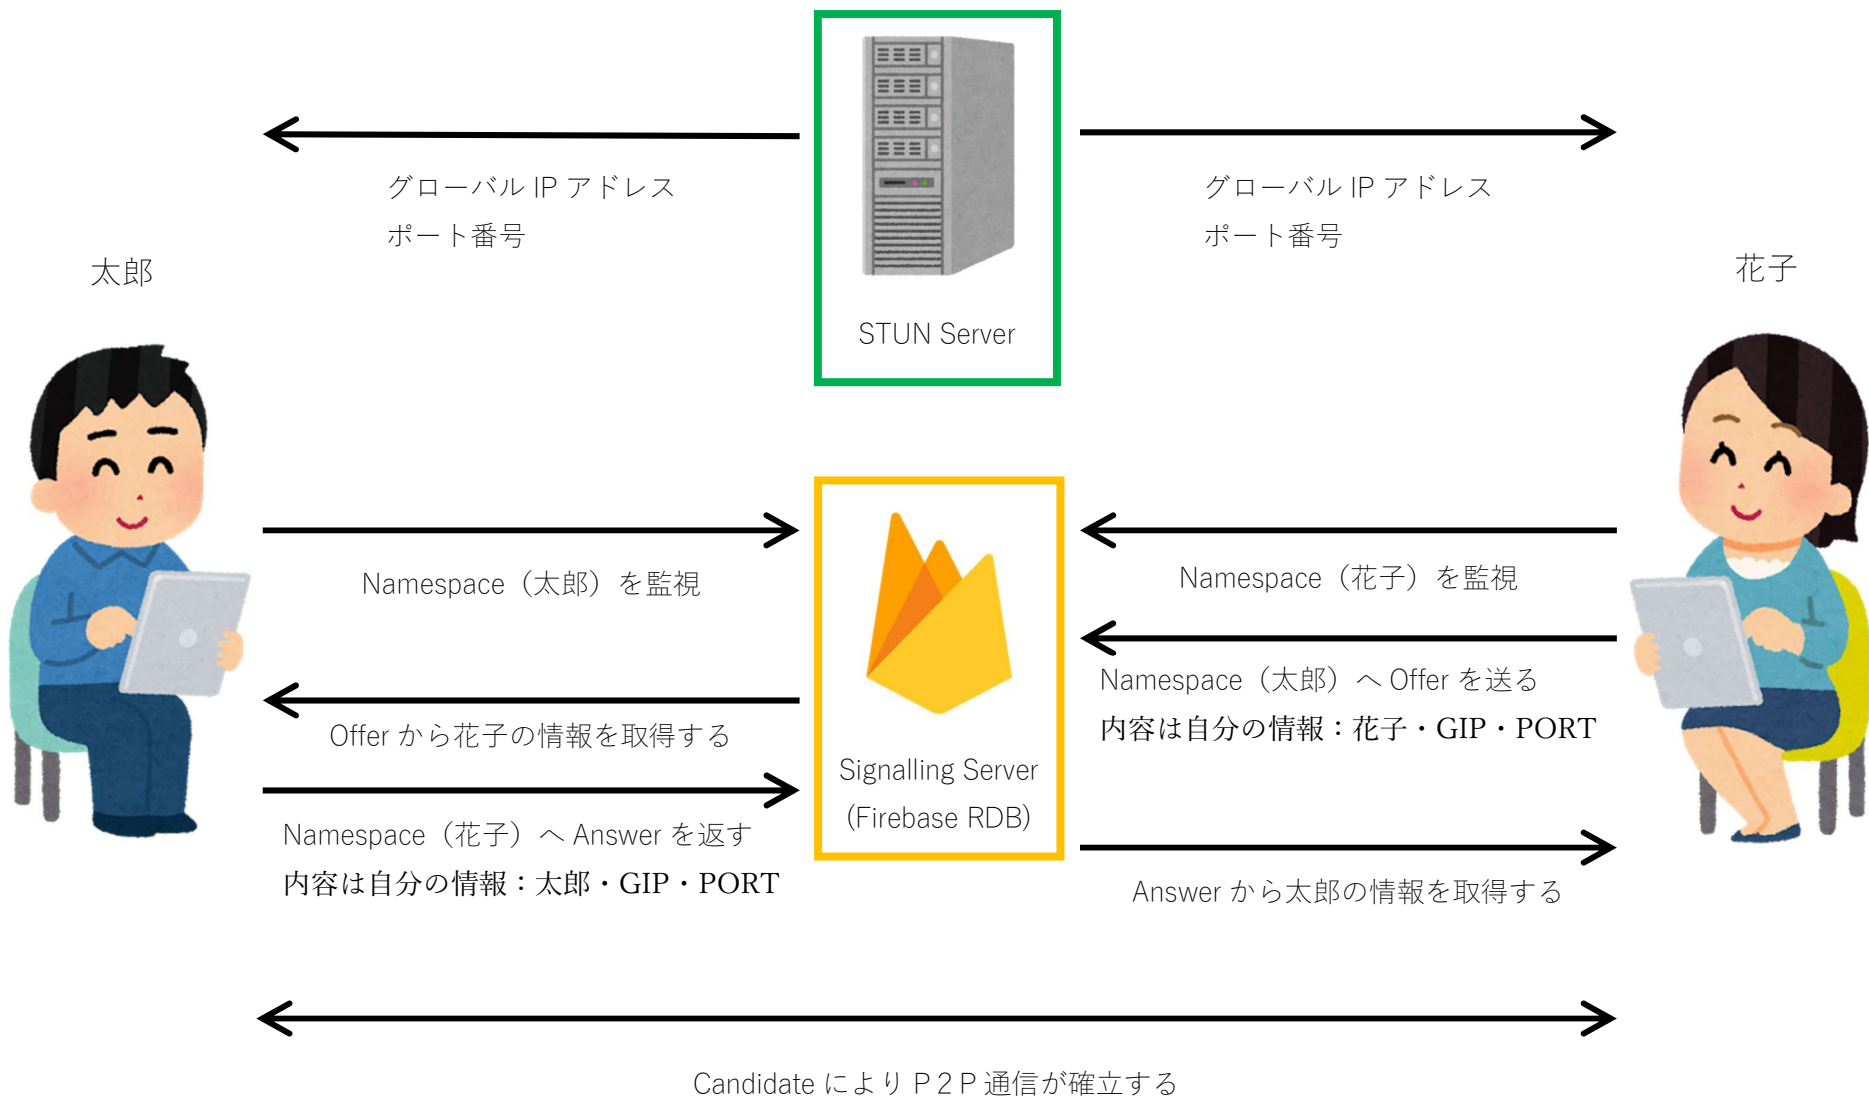 グローバル IP アドレス
ポート番号
グローバル IP アドレス
ポート番号
太郎
花子
STUN Server
Namespace（太郎）を監視
Namespace（花子）を監視
Namespace（太郎）へ Offer を送る
内容は自分の情報：花子・GIP・PORT
Offer から花子の情報を取得する
Signalling Server
(Firebase RDB)
Namespace（花子）へ Answer を返す
内容は自分の情報：太郎・GIP・PORT
Answer から太郎の情報を取得する
Candidate によりＰ２Ｐ通信が確立する